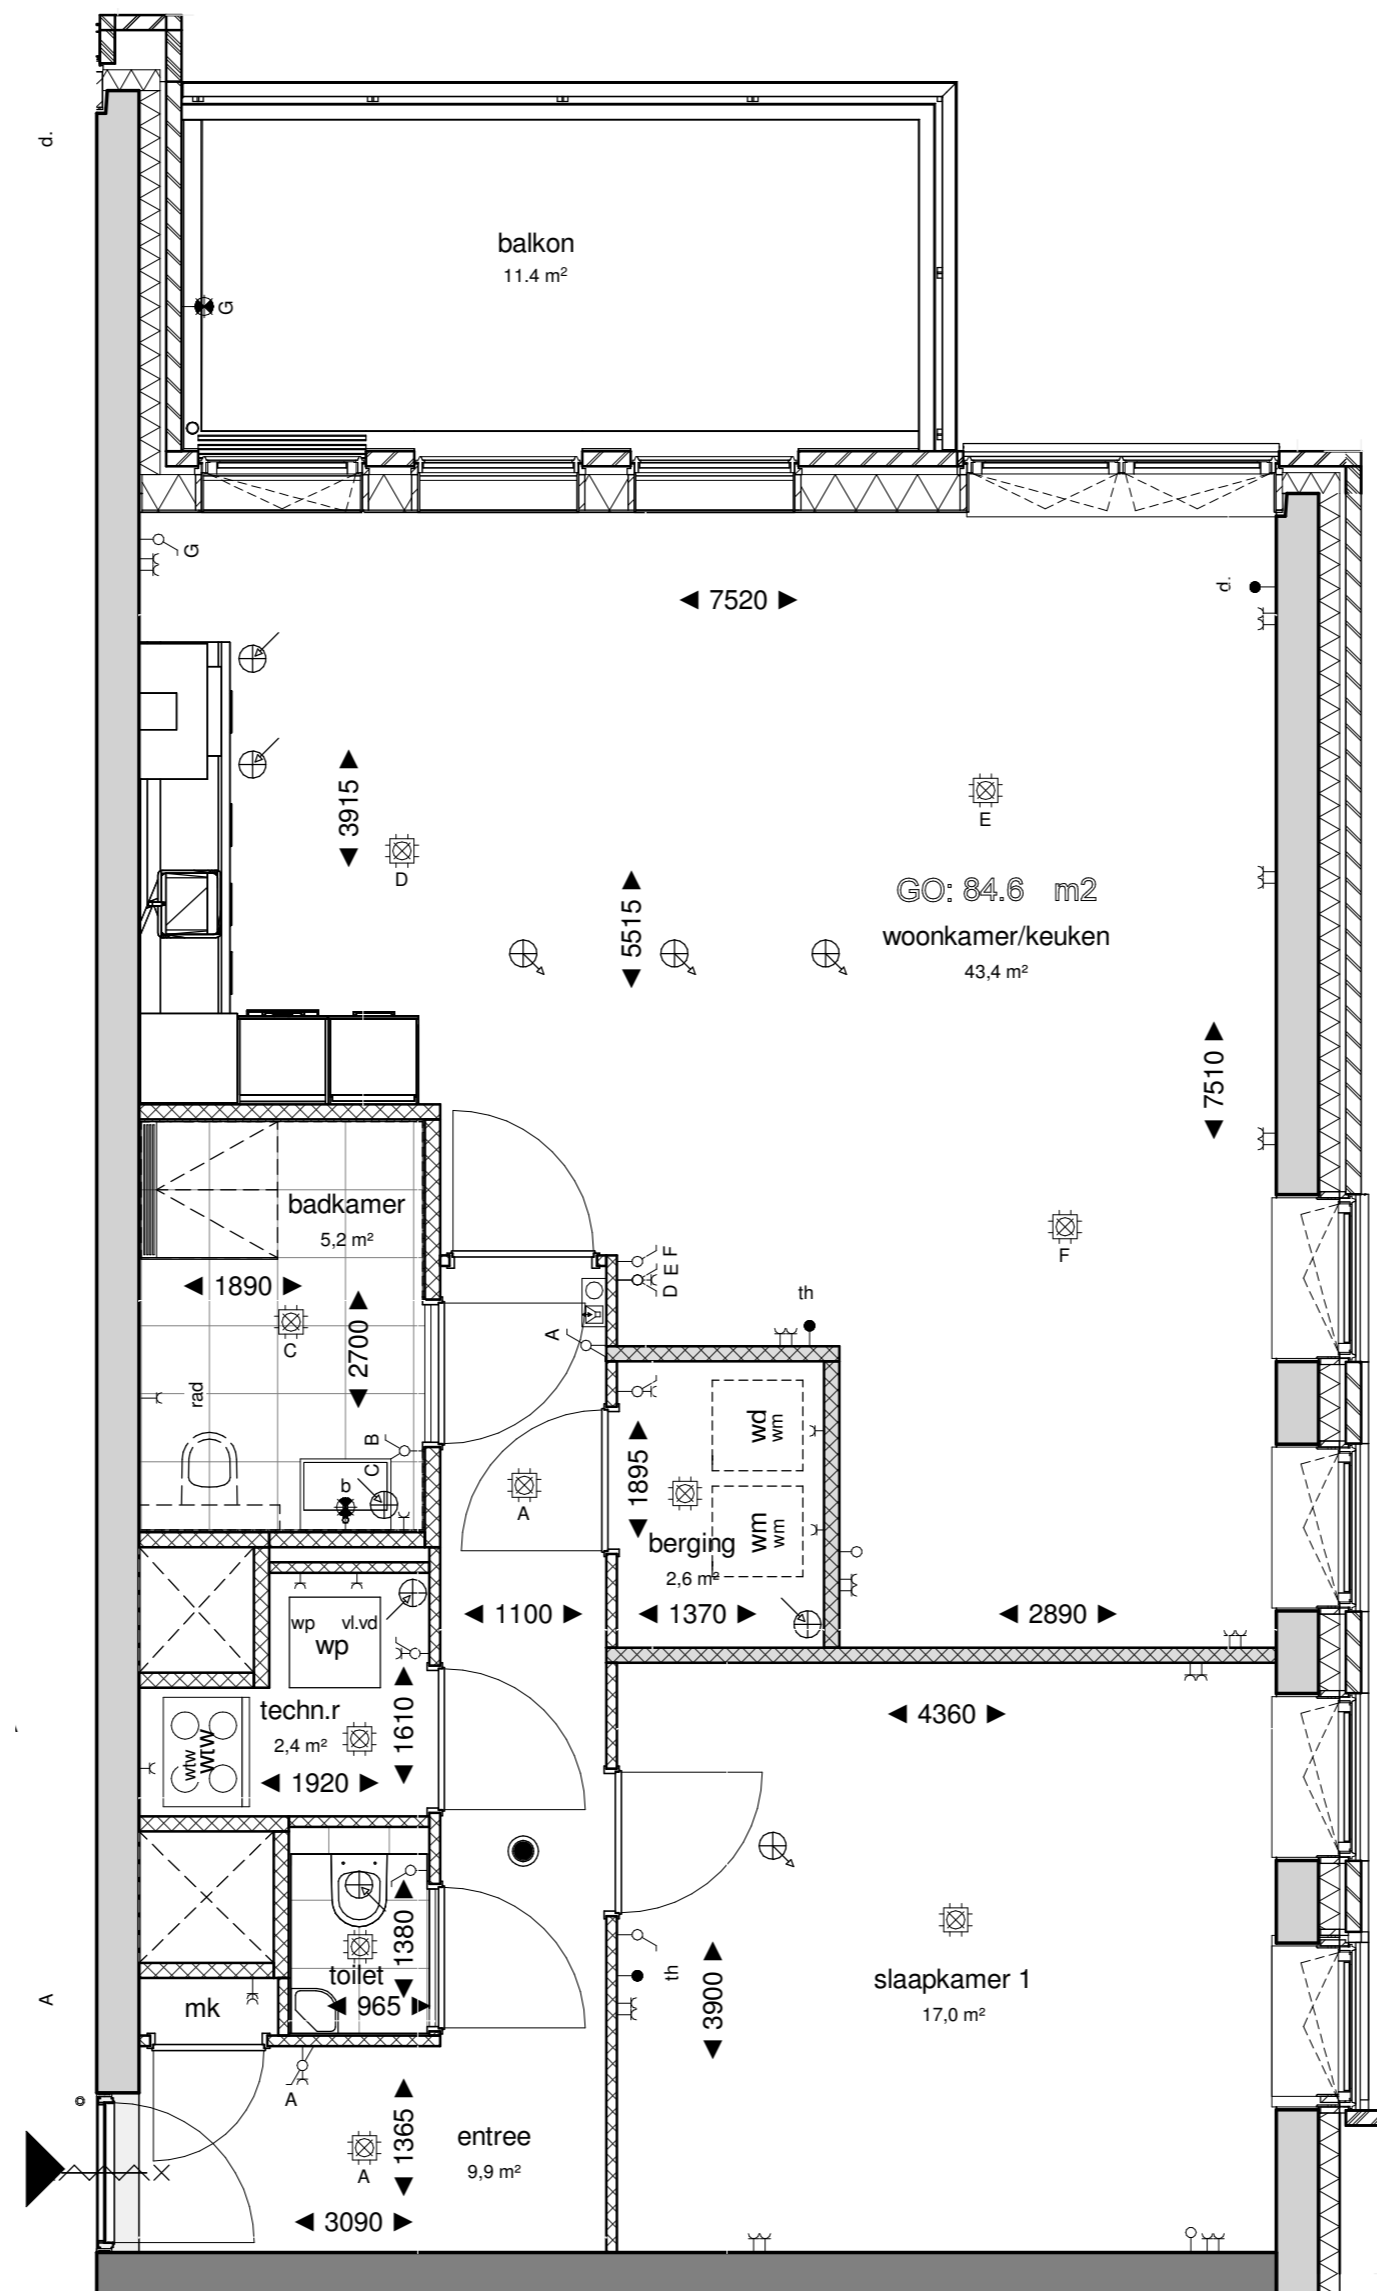 d.
balkon
11.4 m²
G
G
7520
d.
3915
D
E
GO: 84.6 m2
5515
woonkamer/keuken
43,4 m²
7510
badkamer
5,2 m²
1890
C
2700
rad
B
C
b
F
E
D
A
th
F
wd
wm
1895
A
wm
wm
berging
2,6 m²
1370
1100
2890
wp
vl.vd
wp
techn.r
2,4 m²
1610
wtw
wtw
1920
4360
1380
toilet
965
mk
A
th
3900
slaapkamer 1
17,0 m²
A
1365
entree
9,9 m²
A
3090